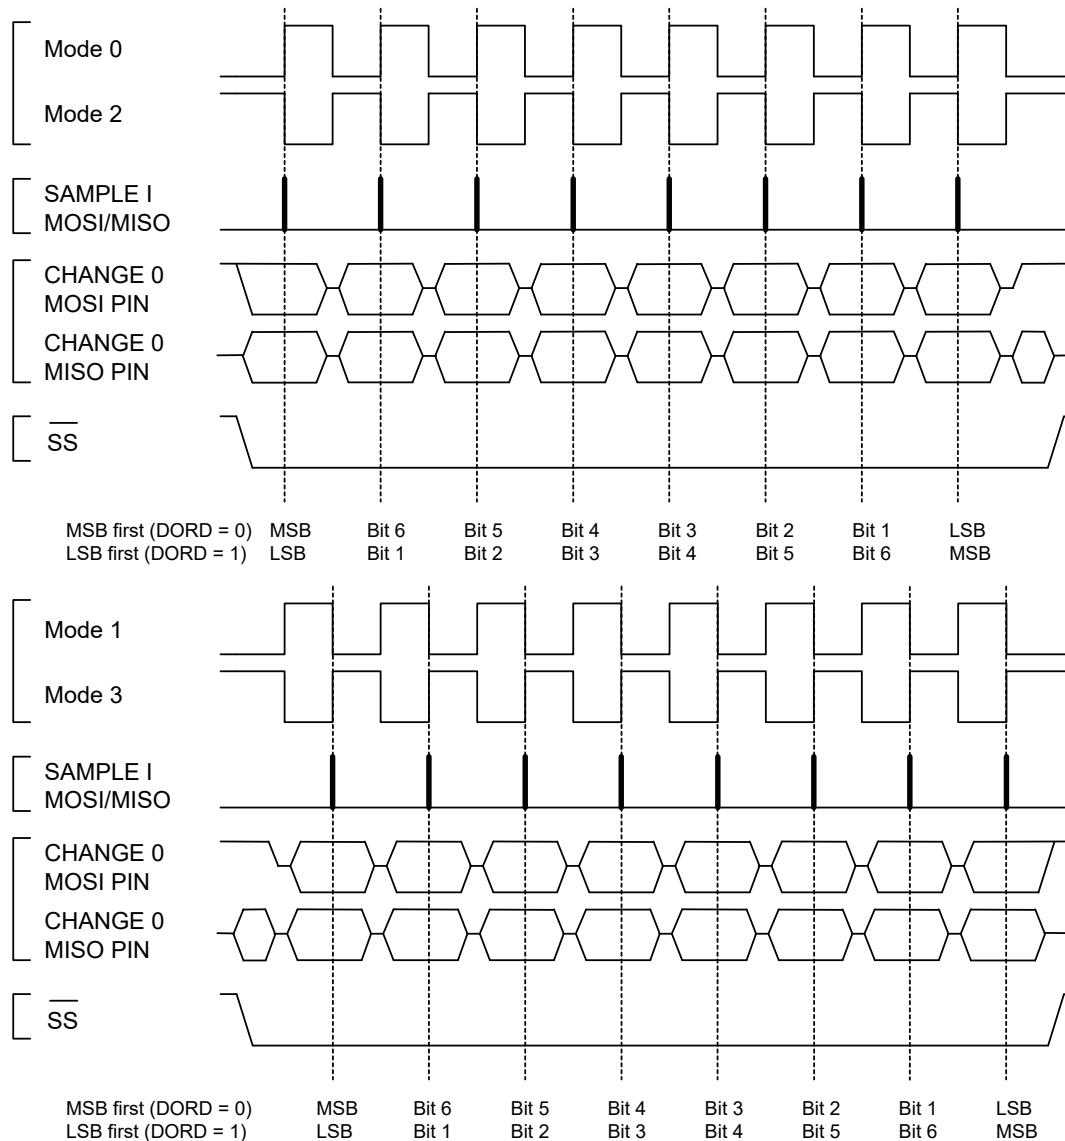 Mode 0
Mode 2
SAMPLE I
MOSI/MISO
CHANGE 0
MOSI PIN
CHANGE 0
MISO PIN
SS
MSB first (DORD = 0) MSB Bit 6 Bit 5 Bit 4 Bit 3 Bit 2 Bit 1 LSB
LSB first (DORD = 1) LSB Bit 1 Bit 2 Bit 3 Bit 4 Bit 5 Bit 6 MSB
Mode 1
Mode 3
SAMPLE I
MOSI/MISO
CHANGE 0
MOSI PIN
CHANGE 0
MISO PIN
SS
MSB first (DORD = 0) MSB Bit 6 Bit 5 Bit 4 Bit 3 Bit 2 Bit 1 LSB
LSB first (DORD = 1) LSB Bit 1 Bit 2 Bit 3 Bit 4 Bit 5 Bit 6 MSB